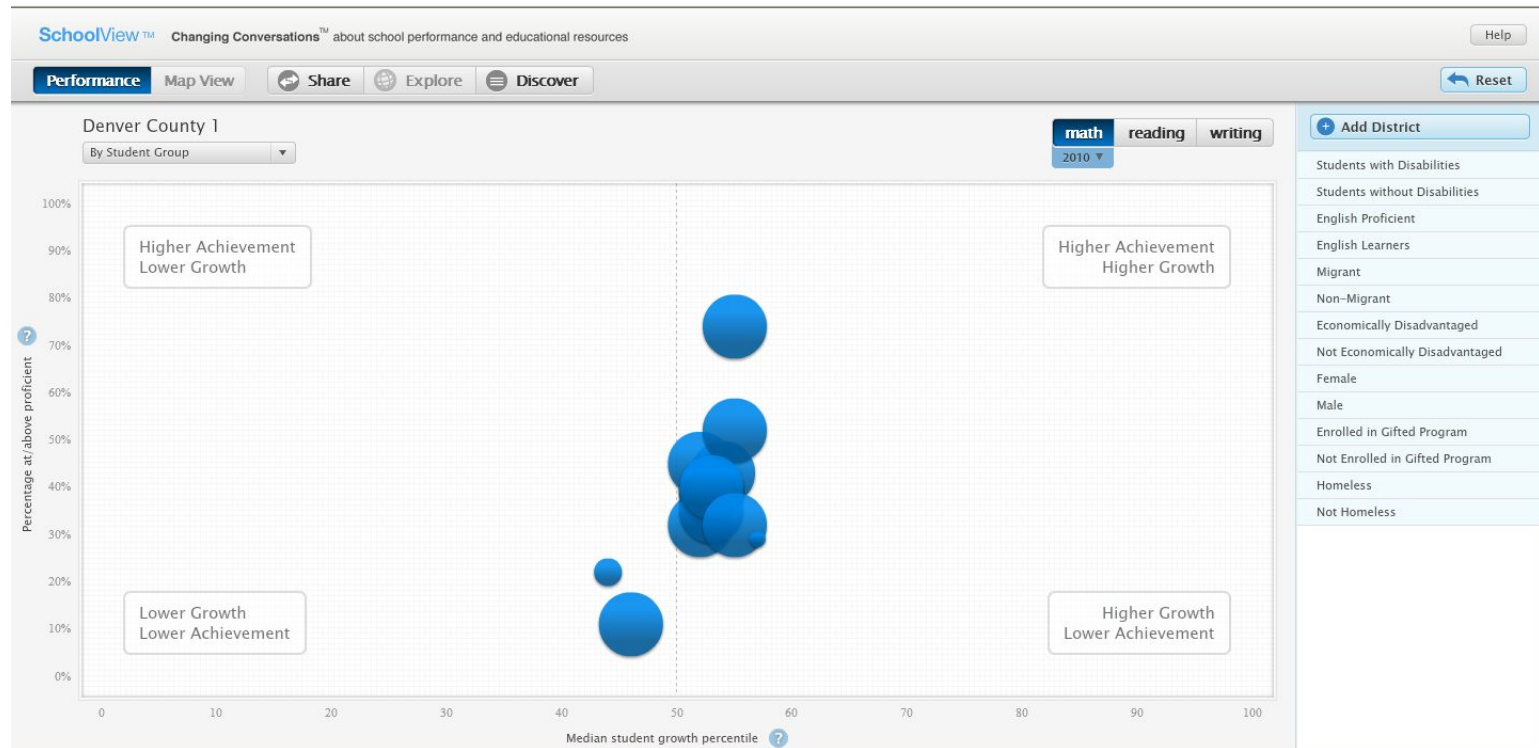 SchoolView TM Changing Conversations™ about school performance and educational resources
Help
Performance Map View Share Explore Discover
Reset
Denver County 1
By Student Group
math reading writing
2010
Add District
Students with Disabilities
Students without Disabilities
English Proficient
English Learners
Migrant
Non-Migrant
Economically Disadvantaged
Not Economically Disadvantaged
Female
Male
Enrolled in Gifted Program
Not Enrolled in Gifted Program
Homeless
Not Homeless
Higher Achievement
Lower Growth
Higher Achievement
Higher Growth
Lower Growth
Lower Achievement
Higher Growth
Lower Achievement
100%
90%
80%
70%
60%
50%
40%
30%
20%
10%
0%
? Percentage at/above proficient
0 10 20 30 40 50 60 70 80 90 100
Median student growth percentile ?